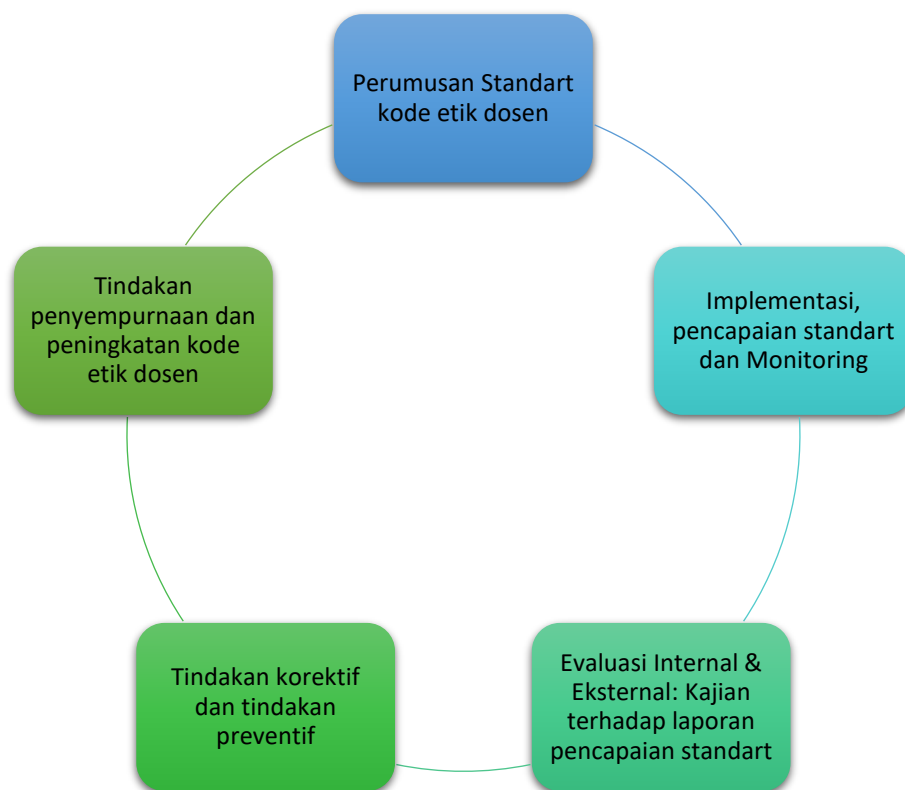 Perumusan Standart
kode etik dosen
Implementasi,
pencapaian standart
dan Monitoring
Evaluasi Internal &
Eksternal: Kajian
terhadap laporan
pencapaian standart
Tindakan korektif
dan tindakan
preventif
Tindakan
penyempurnaan dan
peningkatan kode
etik dosen